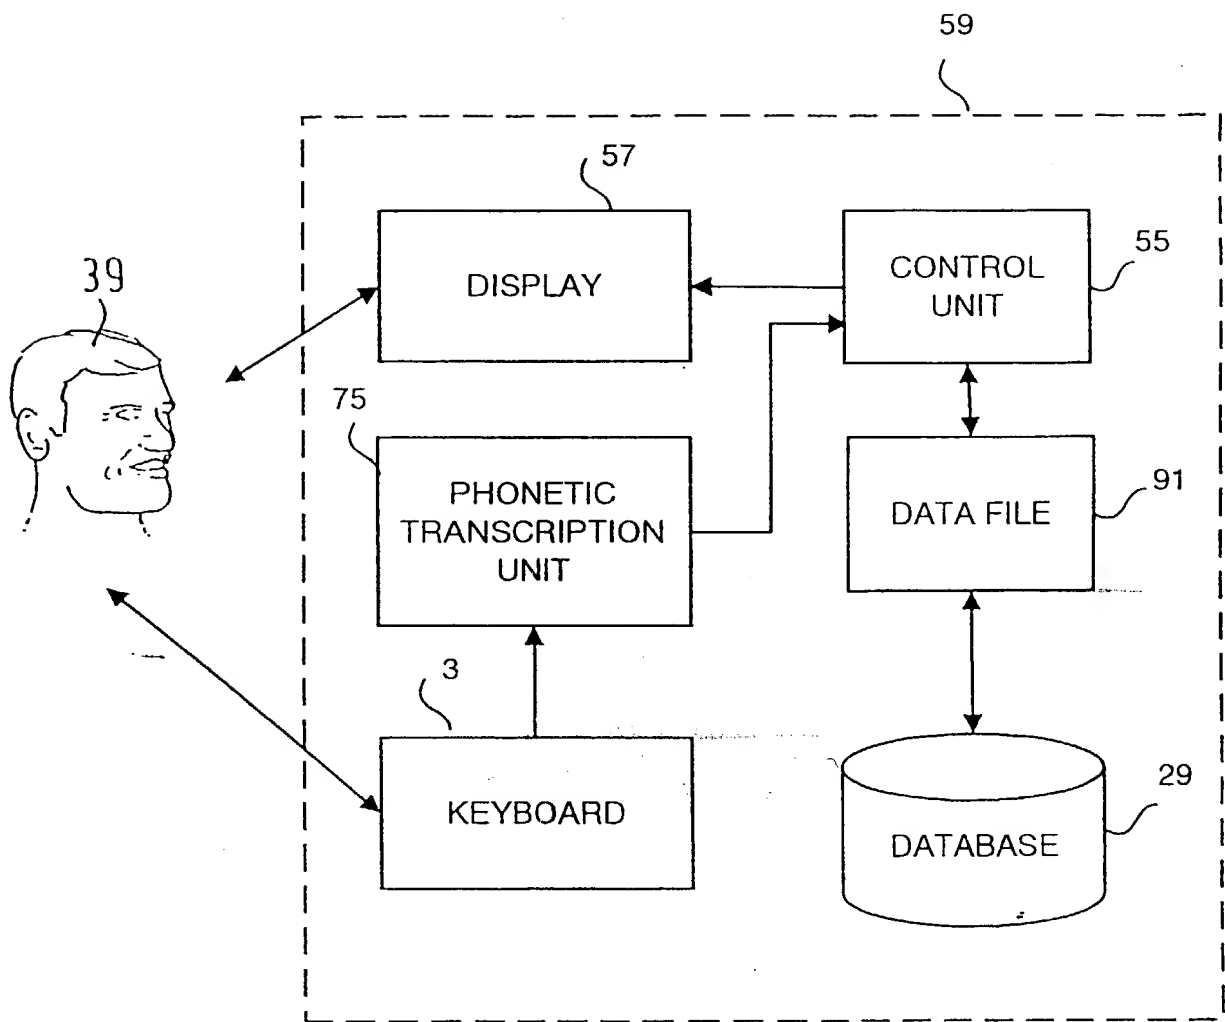 59
57
DISPLAY
CONTROL
UNIT
55
39
75
PHONETIC
TRANSCRIPTION
UNIT
DATA FILE
91
3
KEYBOARD
DATABASE
29